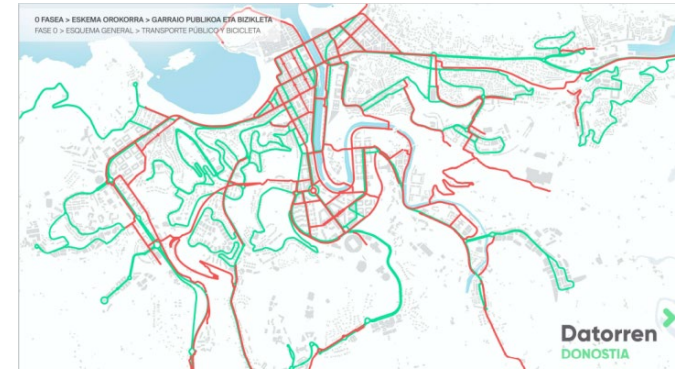 0 FASEA > ESKEMA OROKORRA > GARRAIO PUBLIKOA ETA BIZIKLETA
FASE 0 > ESQUEMA GENERAL > TRANSPORTE PÚBLICO Y BICICLETA
Datorren
DONOSTIA